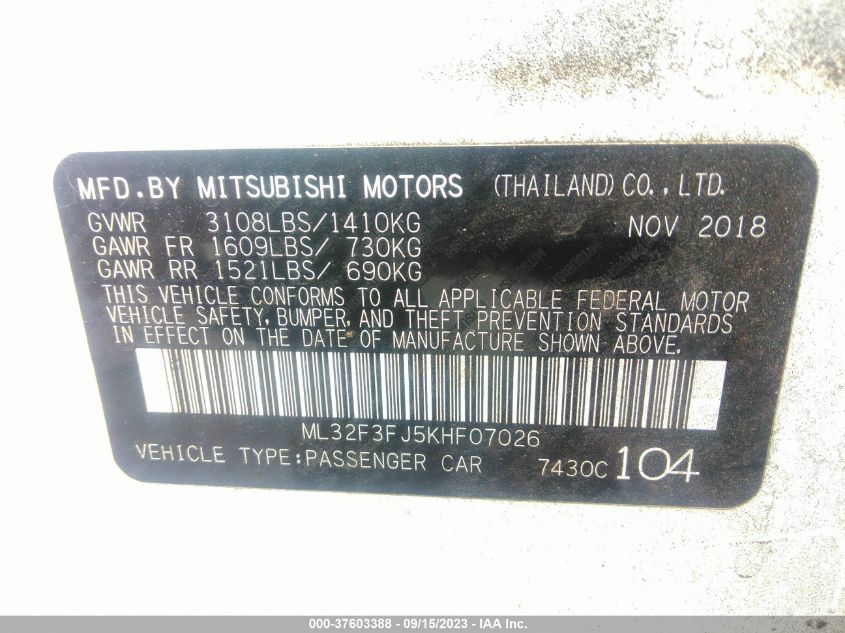 MFD.BY MITSUBISHI MOTORS (THAILAND) CO., LTD.
GVWR 3108LBS/1410KG NOV 2018
GAWR FR 1609LBS/ 730KG
GAWR RR 1521LBS/ 690KG
THIS VEHICLE CONFORMS TO ALL APPLICABLE FEDERAL MOTOR
VEHICLE SAFETY, BUMPER, AND THEFT PREVENTION STANDARDS
IN EFFECT ON THE DATE OF MANUFACTURE SHOWN ABOVE.
ML32F3FJ5KHF07026
VEHICLE TYPE:PASSENGER CAR 7430C 104
000-37603388 - 09/15/2023 - IAA Inc.